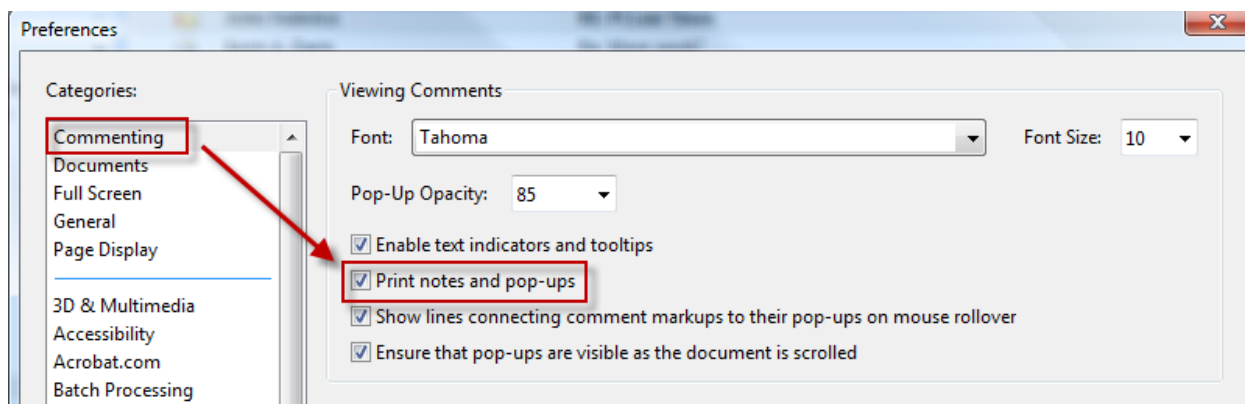 Preferences
Categories:
Commenting
Documents
Full Screen
General
Page Display
3D & Multimedia
Accessibility
Acrobat.com
Batch Processing
Viewing Comments
Font: Tahoma Font Size: 10
Pop-Up Opacity: 85
Enable text indicators and tooltips
Print notes and pop-ups
Show lines connecting comment markups to their pop-ups on mouse rollover
Ensure that pop-ups are visible as the document is scrolled